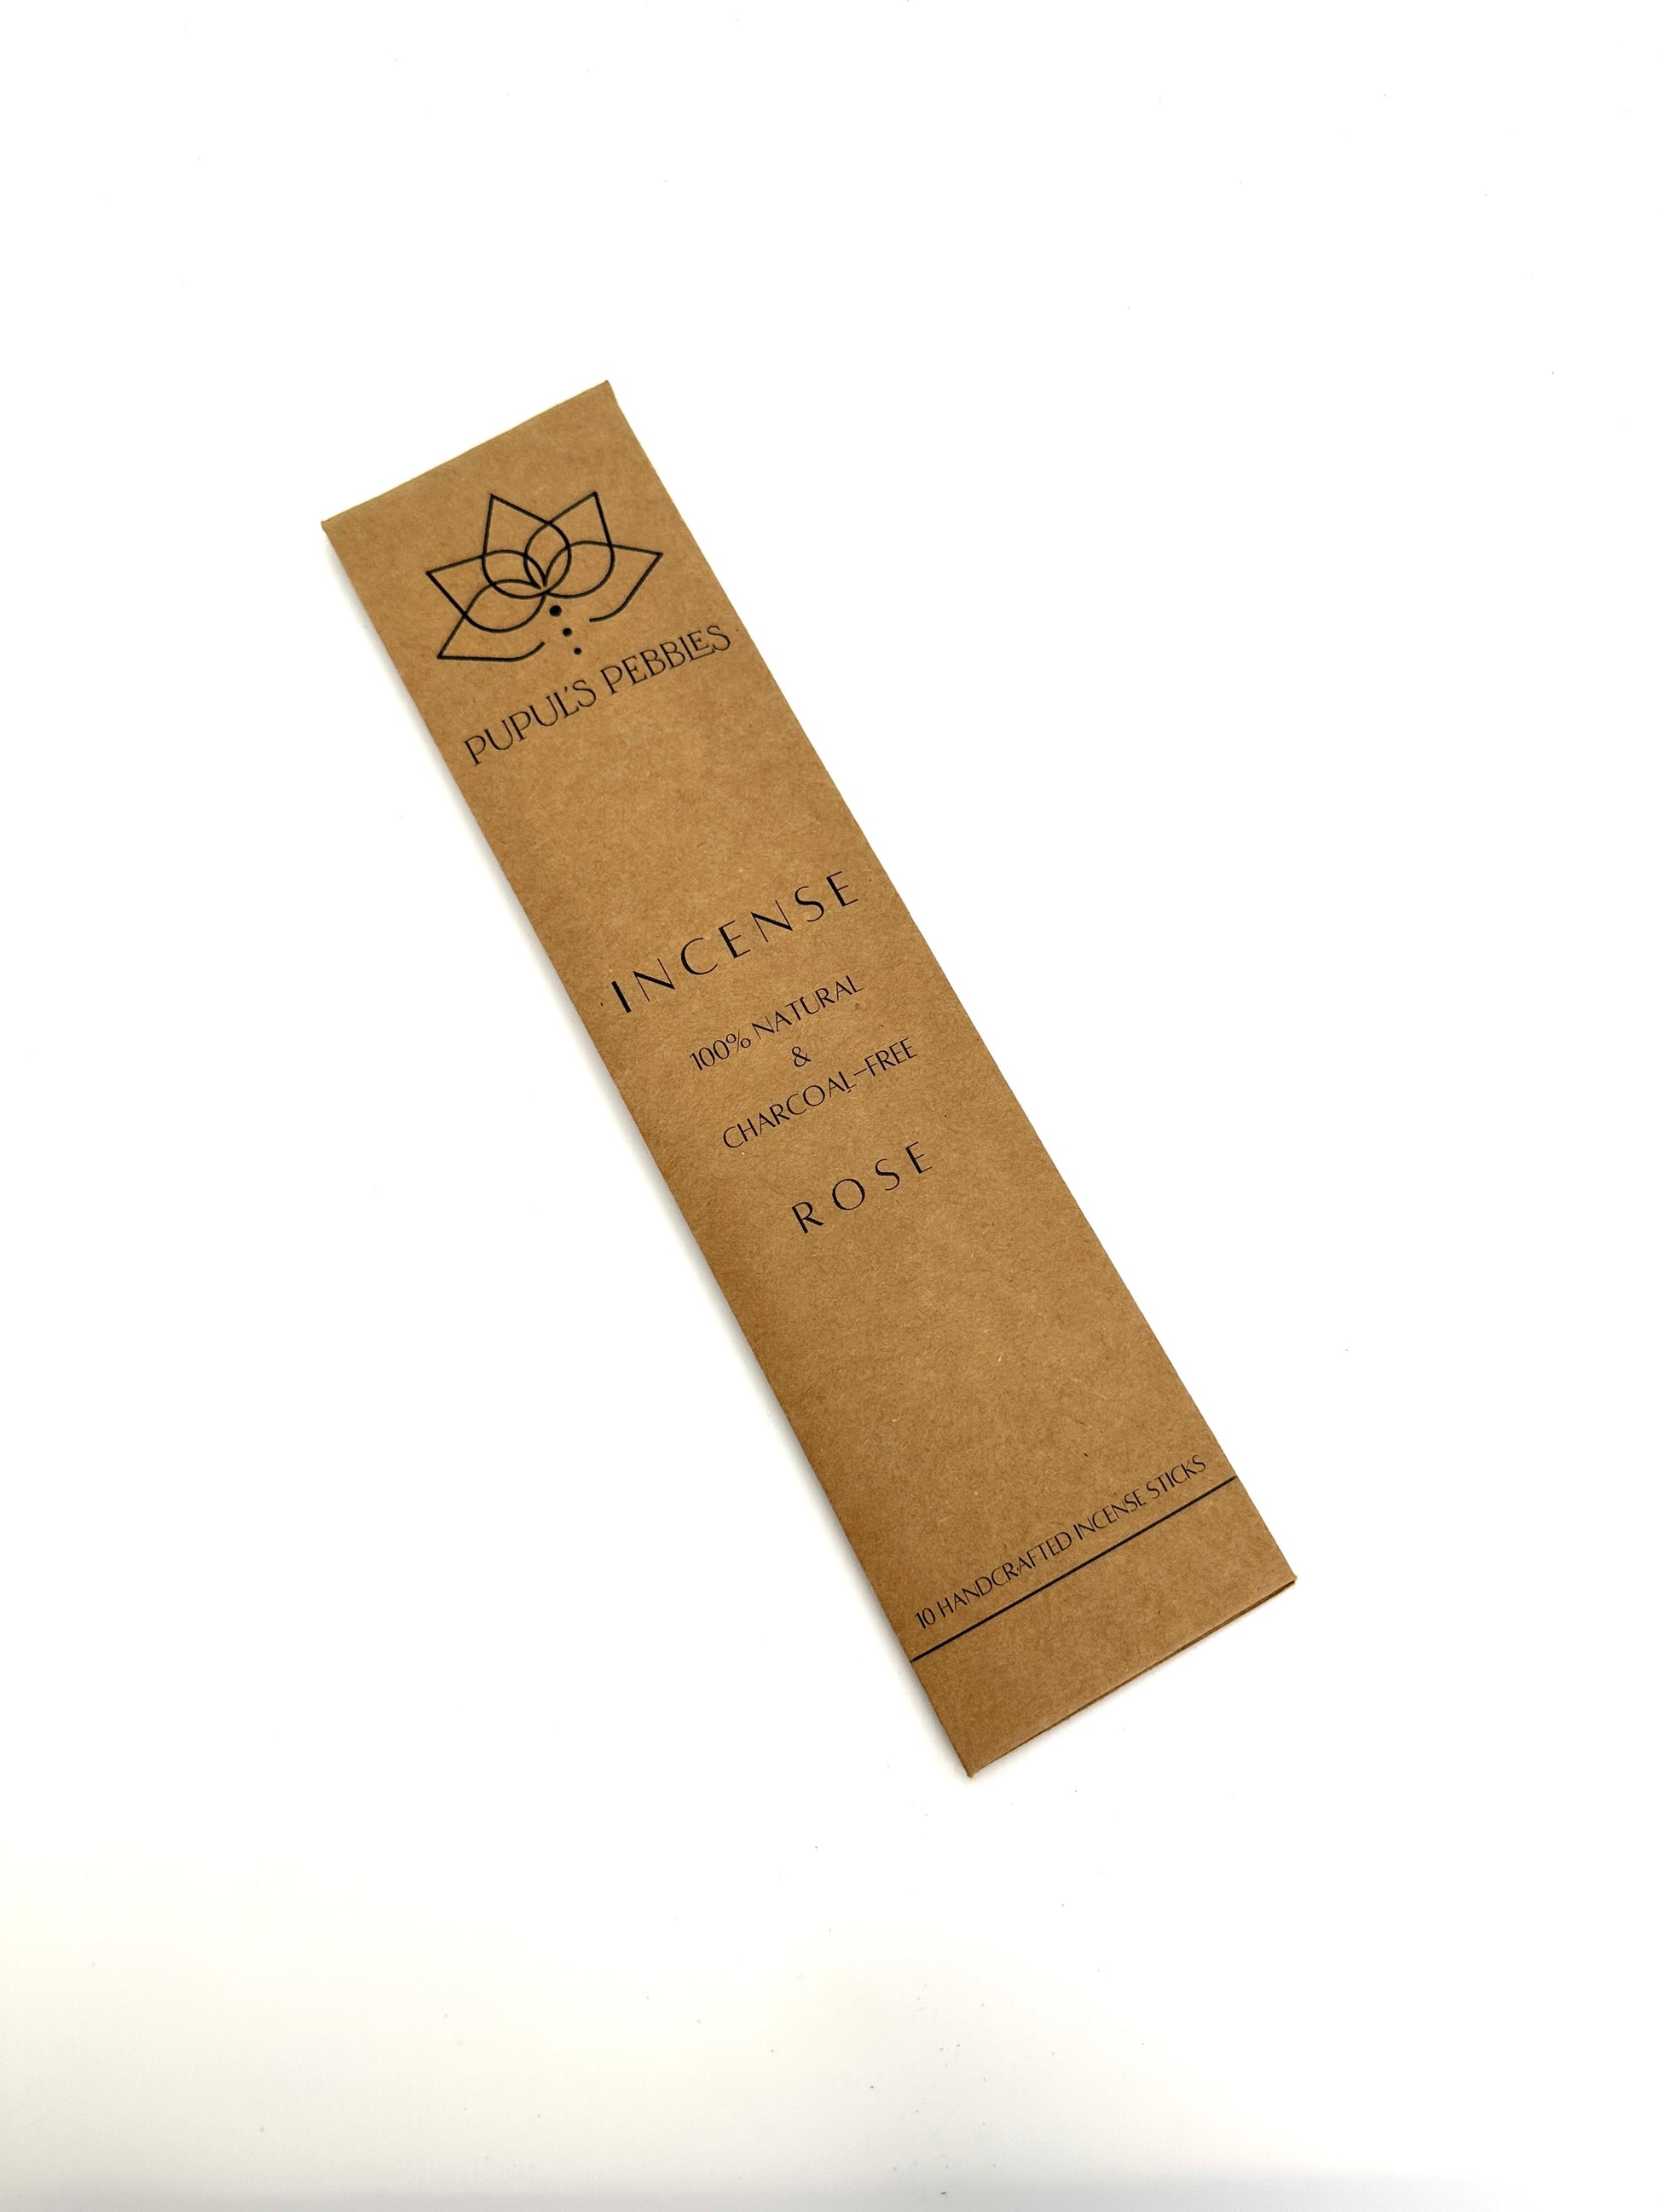 PUPUL'S PEBBLES
INCENSE
100% NATURAL
&
CHARCOAL-FREE
ROSE
10 HANDCRAFTED INCENSE STICKS